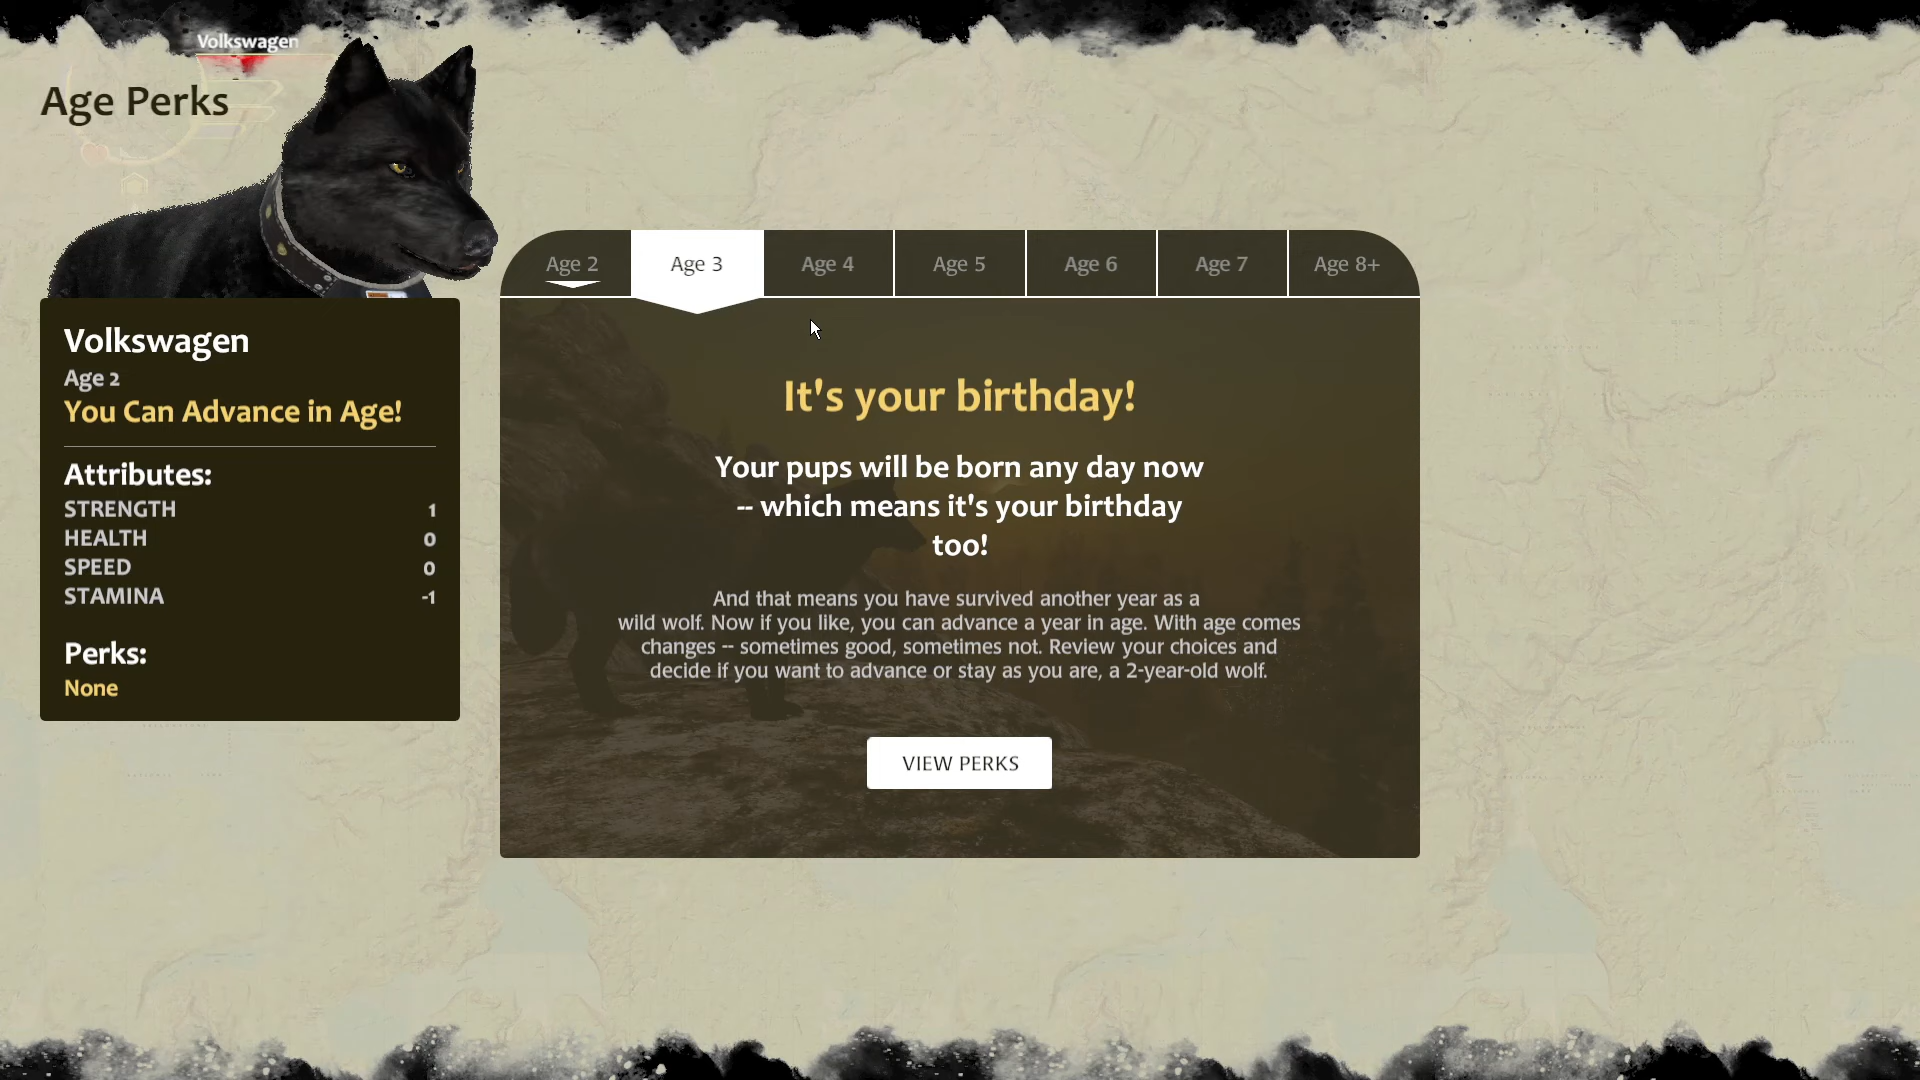 Volkswagen
Age Perks
Volkswagen
Age 2
You Can Advance in Age!
Attributes:
STRENGTH 1
HEALTH 0
SPEED 0
STAMINA -1
Perks:
None
Age 2 Age 3 Age 4 Age 5 Age 6 Age 7 Age 8+
It's your birthday!
Your pups will be born any day now
-- which means it's your birthday
too!
And that means you have survived another year as a
wild wolf. Now if you like, you can advance a year in age. With age comes
changes -- sometimes good, sometimes not. Review your choices and
decide if you want to advance or stay as you are, a 2-year-old wolf.
VIEW PERKS